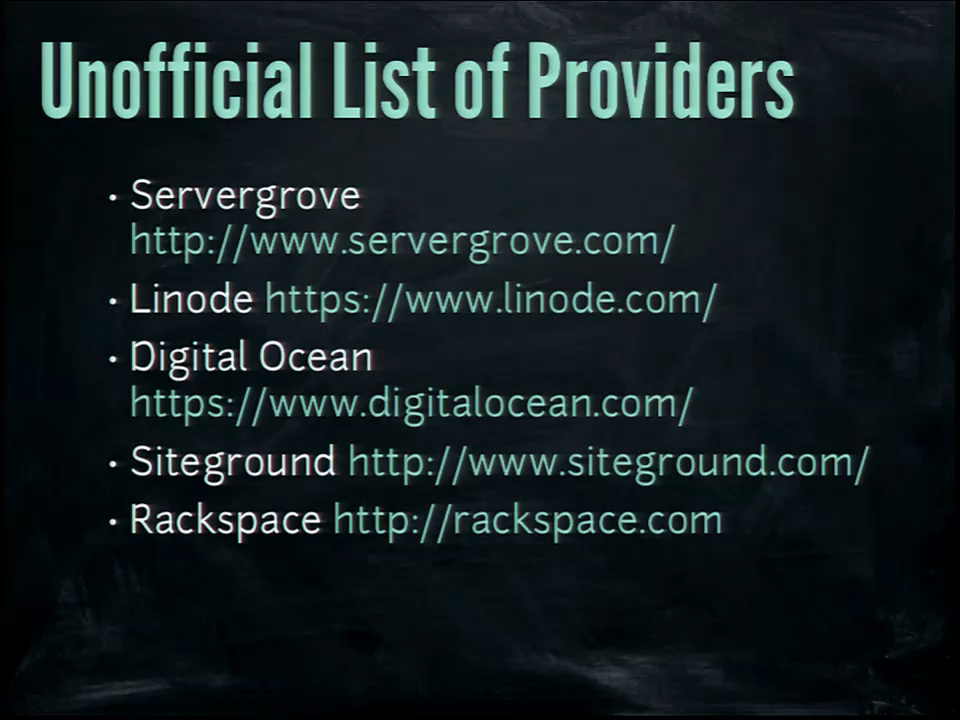 Unofficial List of Providers
• Servergrove
http://www.servergrove.com/
• Linode https://www.linode.com/
• Digital Ocean
https://www.digitalocean.com/
• Siteground http://www.siteground.com/
• Rackspace http://rackspace.com